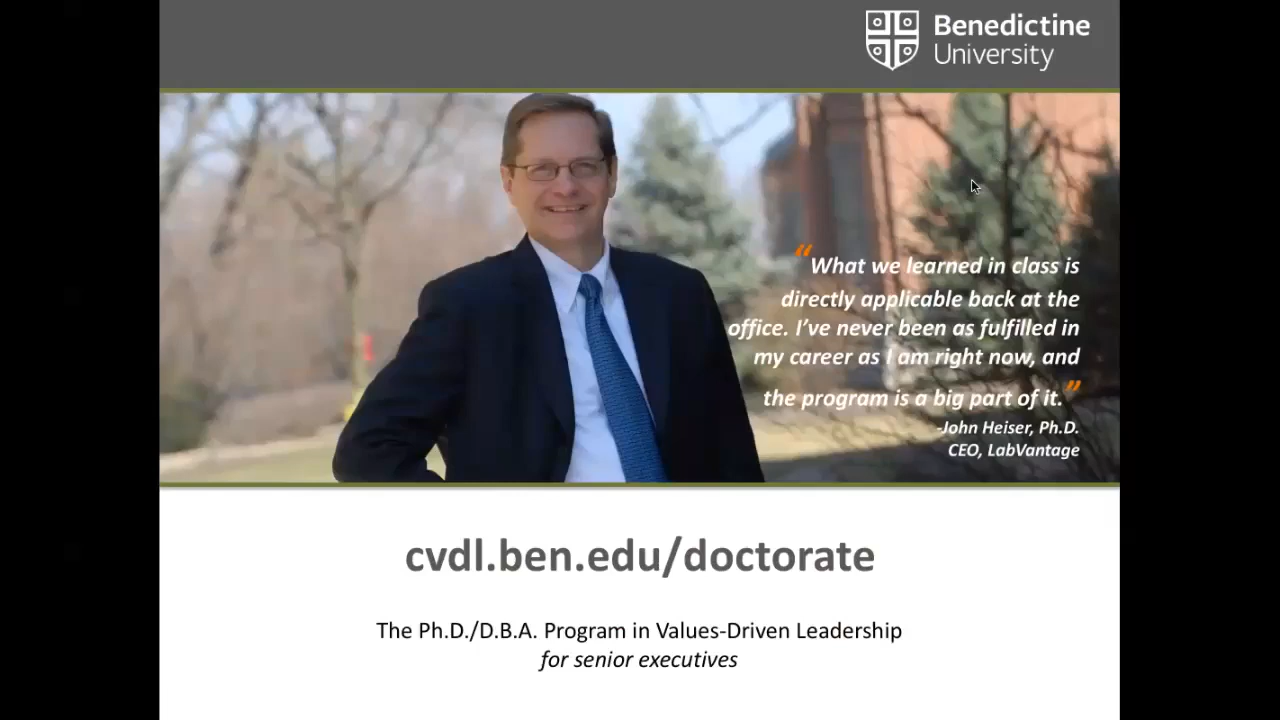 Benedictine
University
“What we learned in class is
directly applicable back at the
office. I’ve never been as fulfilled in
my career as I am right now, and
the program is a big part of it.”
-John Heiser, Ph.D.
CEO, LabVantage
cvdl.ben.edu/doctorate
The Ph.D./D.B.A. Program in Values-Driven Leadership
for senior executives